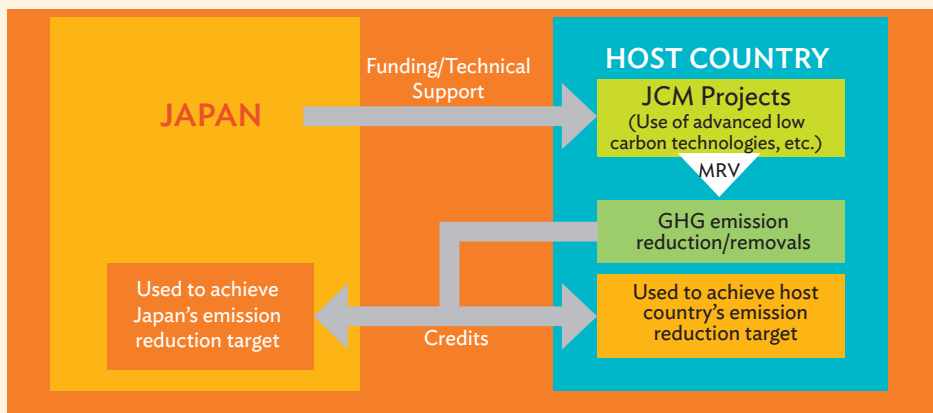 JAPAN
Funding/Technical
Support
HOST COUNTRY
JCM Projects
(Use of advanced low
carbon technologies, etc.)
MRV
GHG emission
reduction/removals
Used to achieve
Japan’s emission
reduction target
Credits
Used to achieve host
country’s emission
reduction target